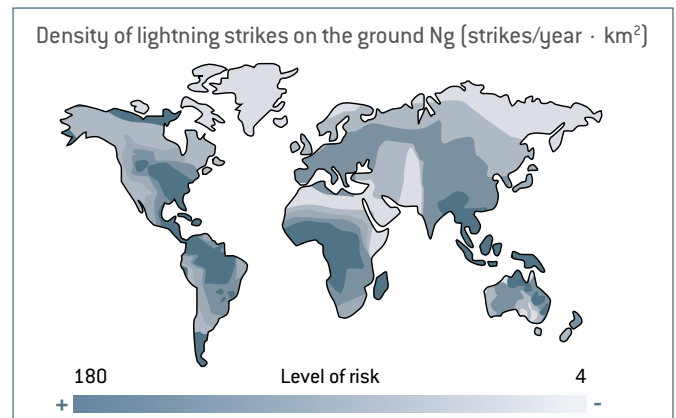 Density of lightning strikes on the ground Ng (strikes/year · km²)
180 Level of risk 4
+ -